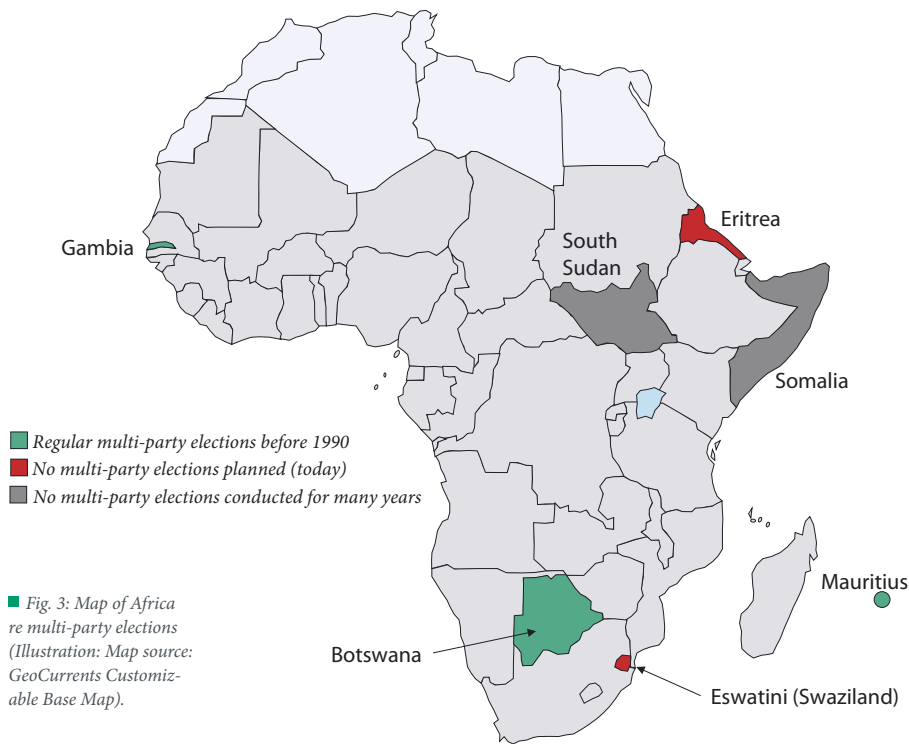 Gambia
Eritrea
South
Sudan
Somalia
Regular multi-party elections before 1990
No multi-party elections planned (today)
No multi-party elections conducted for many years
Mauritius
Fig. 3: Map of Africa
re multi-party elections
(Illustration: Map source:
GeoCurrents Customiz-
able Base Map).
Botswana
Eswatini (Swaziland)